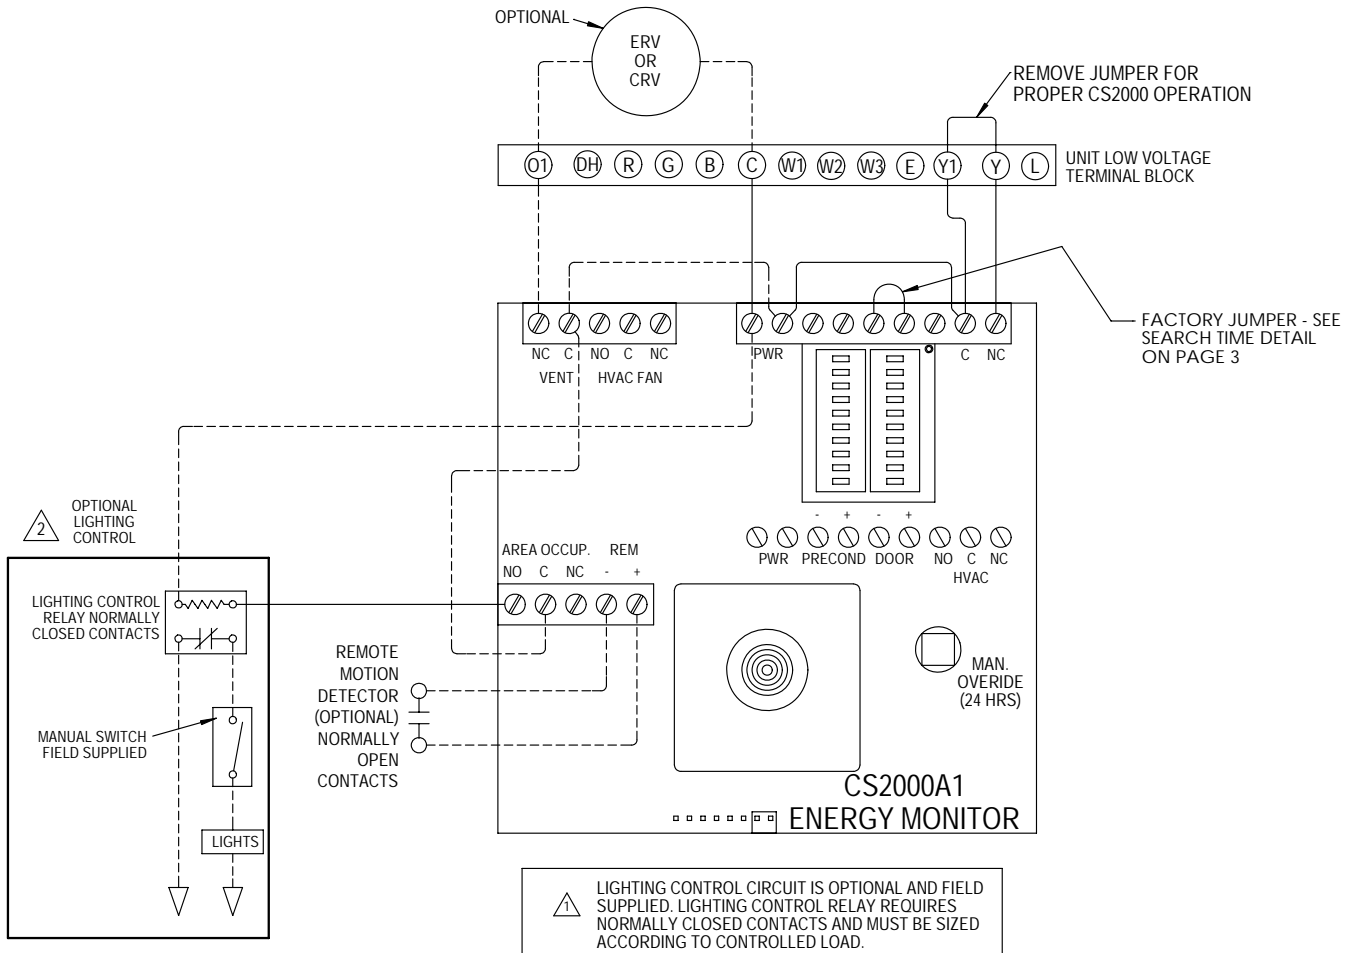 OPTIONAL
ERV
OR
CRV
REMOVE JUMPER FOR
PROPER CS2000 OPERATION
O1 DH R G B C W1 W2 W3 E Y1 Y L
UNIT LOW VOLTAGE
TERMINAL BLOCK
FACTORY JUMPER - SEE
SEARCH TIME DETAIL
ON PAGE 3
NC C NO C NC
VENT HVAC FAN
PWR C NC
2
OPTIONAL
LIGHTING
CONTROL
- + - +
PWR PRECOND DOOR NO C NC
HVAC
AREA OCCUP. REM
NO C NC - +
LIGHTING CONTROL
RELAY NORMALLY
CLOSED CONTACTS
REMOTE
MOTION
DETECTOR
(OPTIONAL)
NORMALLY
OPEN
CONTACTS
MAN.
OVERIDE
(24 HRS)
MANUAL SWITCH
FIELD SUPPLIED
LIGHTS
CS2000A1
ENERGY MONITOR
1
LIGHTING CONTROL CIRCUIT IS OPTIONAL AND FIELD
SUPPLIED. LIGHTING CONTROL RELAY REQUIRES
NORMALLY CLOSED CONTACTS AND MUST BE SIZED
ACCORDING TO CONTROLLED LOAD.